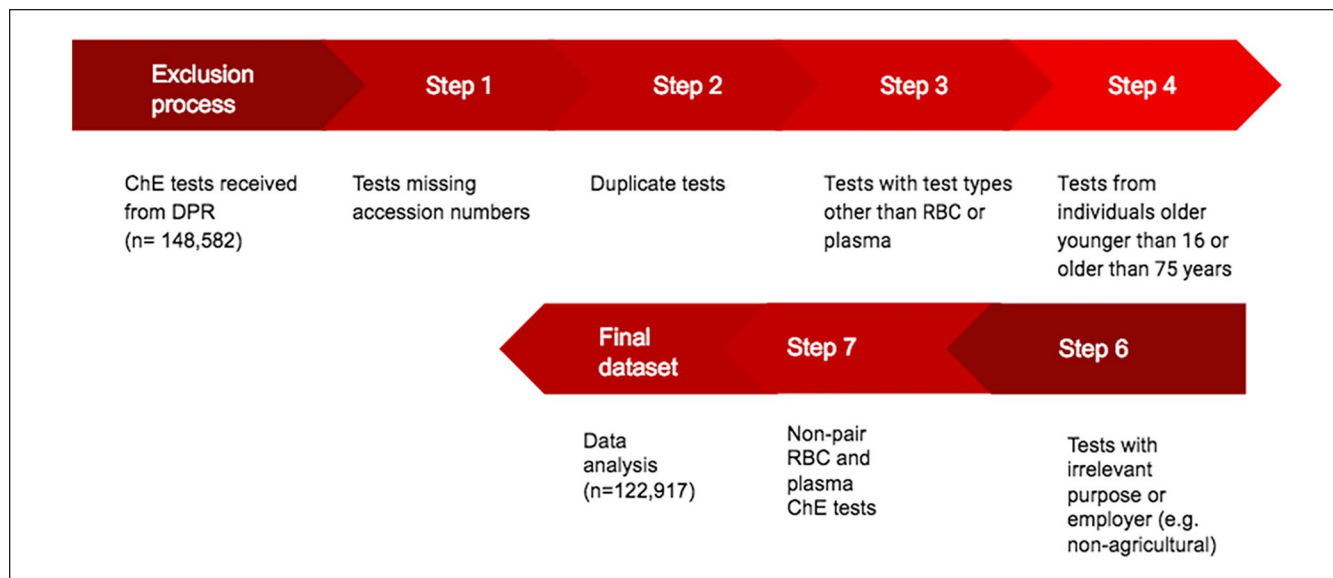 Exclusion
process
Step 1
Step 2
Step 3
Step 4
ChE tests received
from DPR
(n= 148,582)
Tests missing
accession numbers
Duplicate tests
Tests with test types
other than RBC or
plasma
Tests from
individuals older
younger than 16 or
older than 75 years
Final
dataset
Step 7
Step 6
Data
analysis
(n=122,917)
Non-pair
RBC and
plasma
ChE tests
Tests with
irrelevant
purpose or
employer (e.g.
non-agricultural)